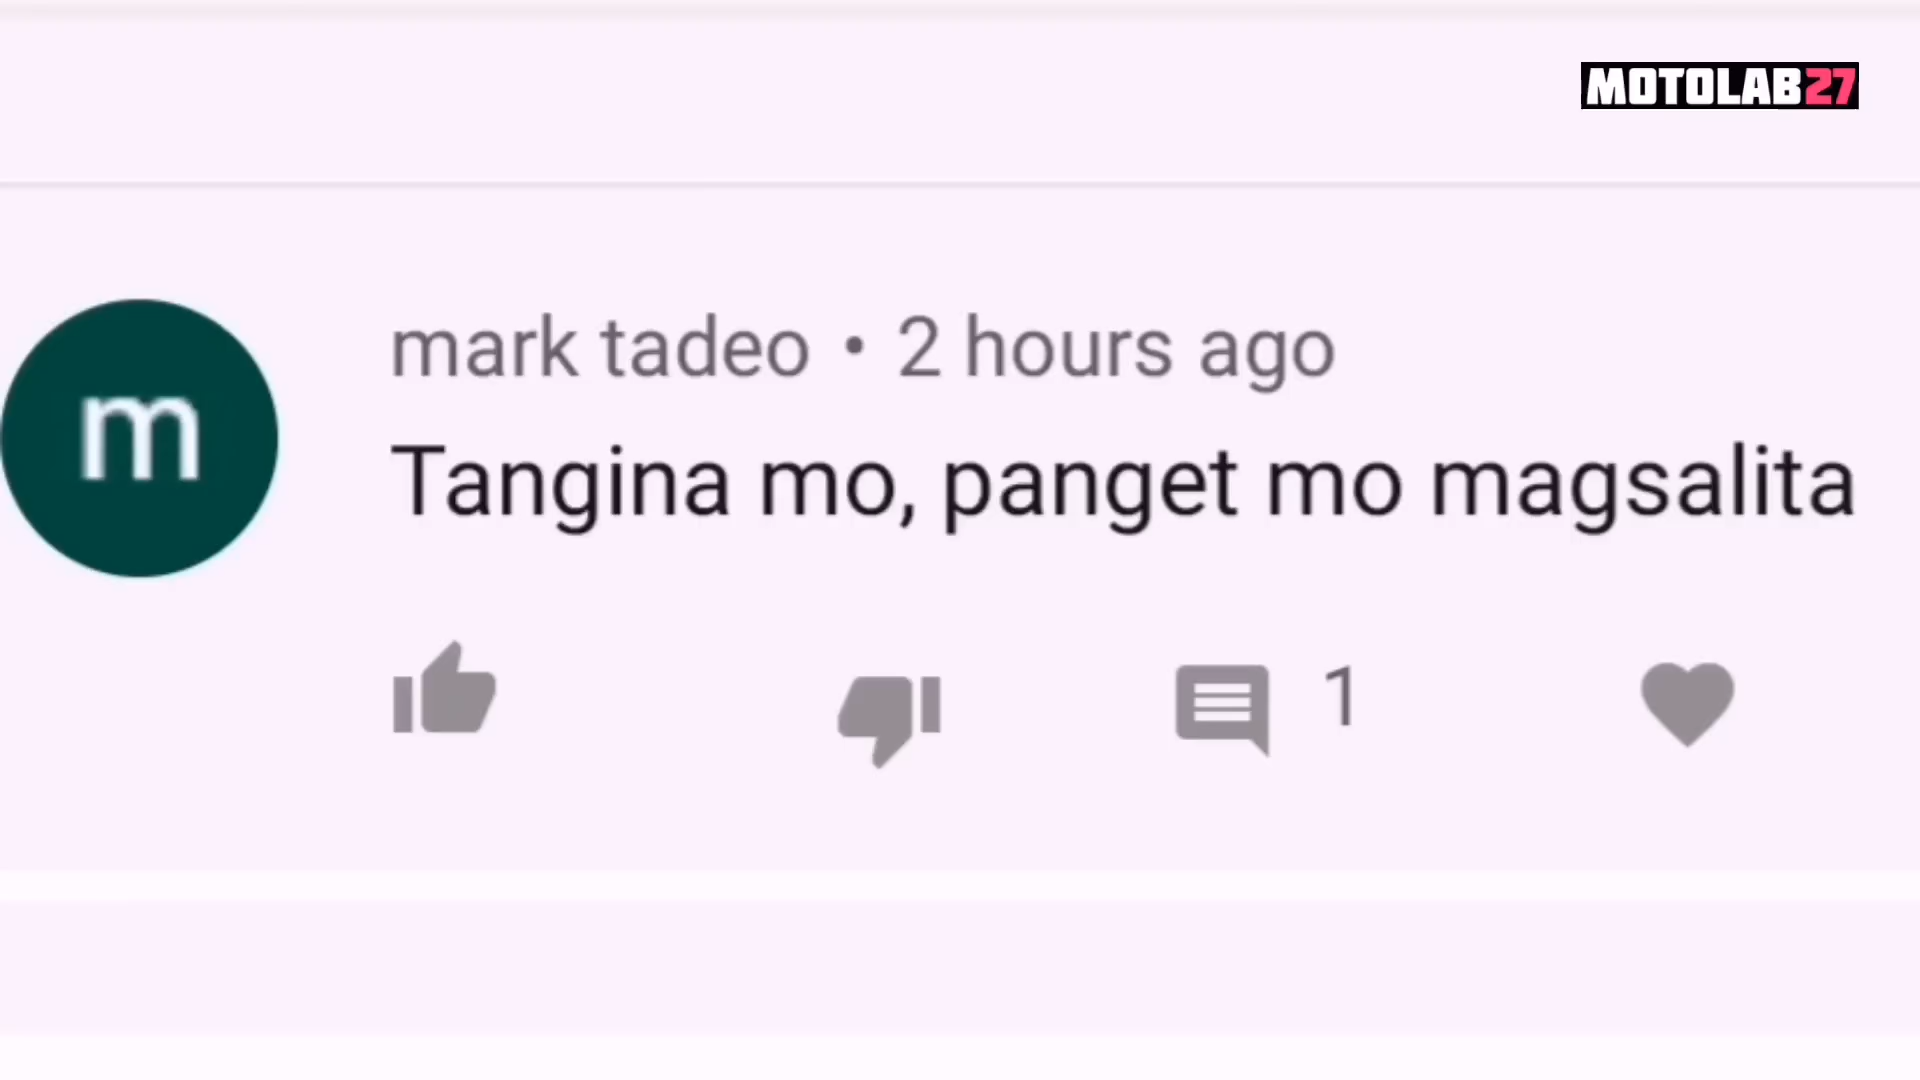 MOTOLAB27
m
mark tadeo • 2 hours ago
Tangina mo, panget mo magsalita
1